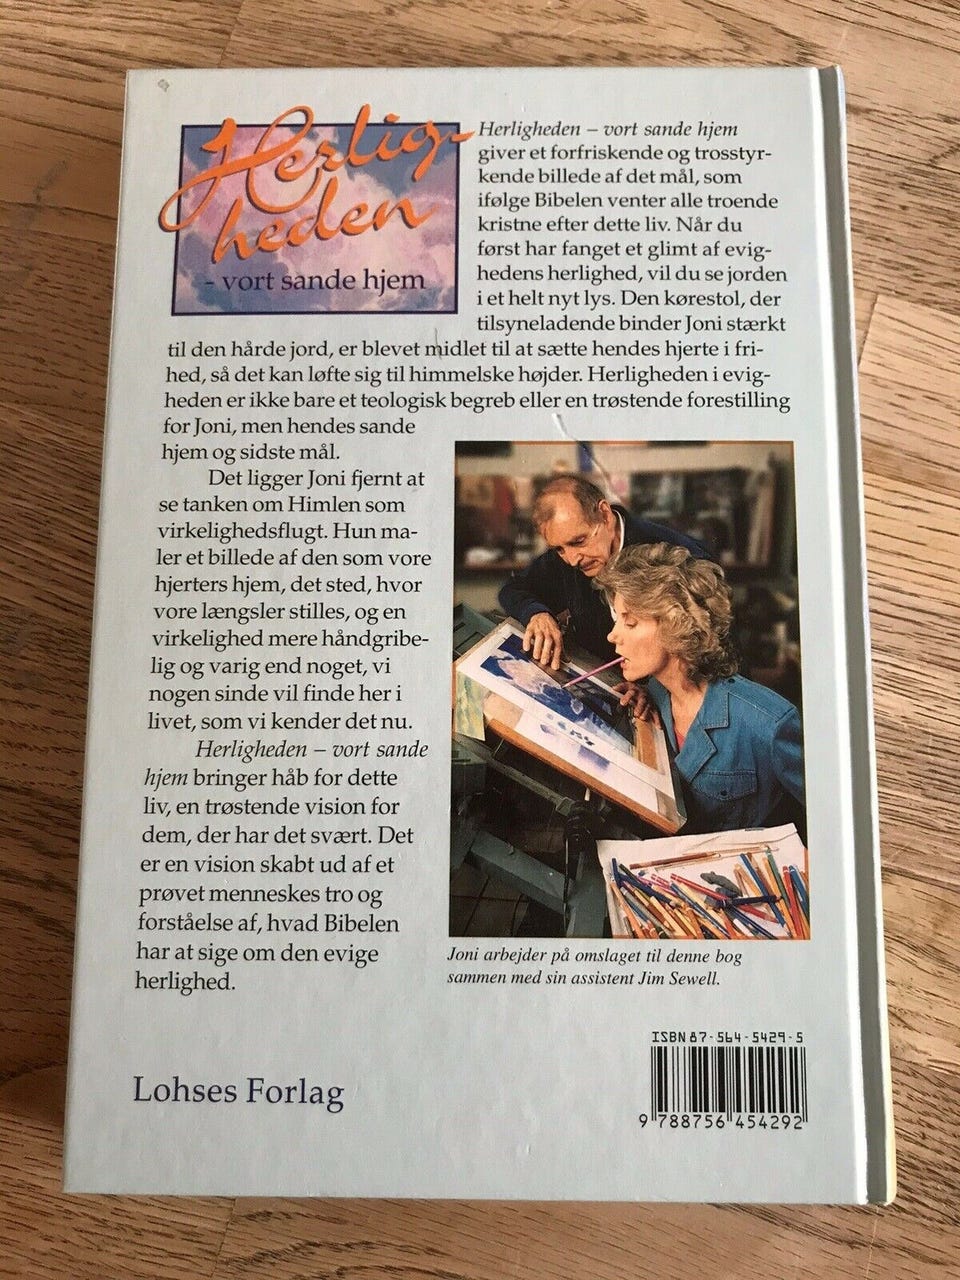 Herlig-
heden
- vort sande hjem
Herligheden – vort sande hjem
giver et forfriskende og trosstyr-
kende billede af det mål, som
ifølge Bibelen venter alle troende
kristne efter dette liv. Når du
først har fanget et glimt af evig-
hedens herlighed, vil du se jorden
i et helt nyt lys. Den kørestol, der
tilsyneladende binder Joni stærkt
til den hårde jord, er blevet midlet til at sætte hendes hjerte i fri-
hed, så det kan løfte sig til himmelske højder. Herligheden i evig-
heden er ikke bare et teologisk begreb eller en trøstende forestilling
for Joni, men hendes sande
hjem og sidste mål.
Det ligger Joni fjernt at
se tanken om Himlen som
virkelighedsflugt. Hun ma-
ler et billede af den som vore
hjerters hjem, det sted, hvor
vore længsler stilles, og en
virkelighed mere håndgribe-
lig og varig end noget, vi
nogen sinde vil finde her i
livet, som vi kender det nu.
Herligheden – vort sande
hjem bringer håb for dette
liv, en trøstende vision for
dem, der har det svært. Det
er en vision skabt ud af et
prøvet menneskes tro og
forståelse af, hvad Bibelen
har at sige om den evige
herlighed.
Joni arbejder på omslaget til denne bog
sammen med sin assistent Jim Sewell.
Lohses Forlag
ISBN 87-564-5429-5
9 788756 454292